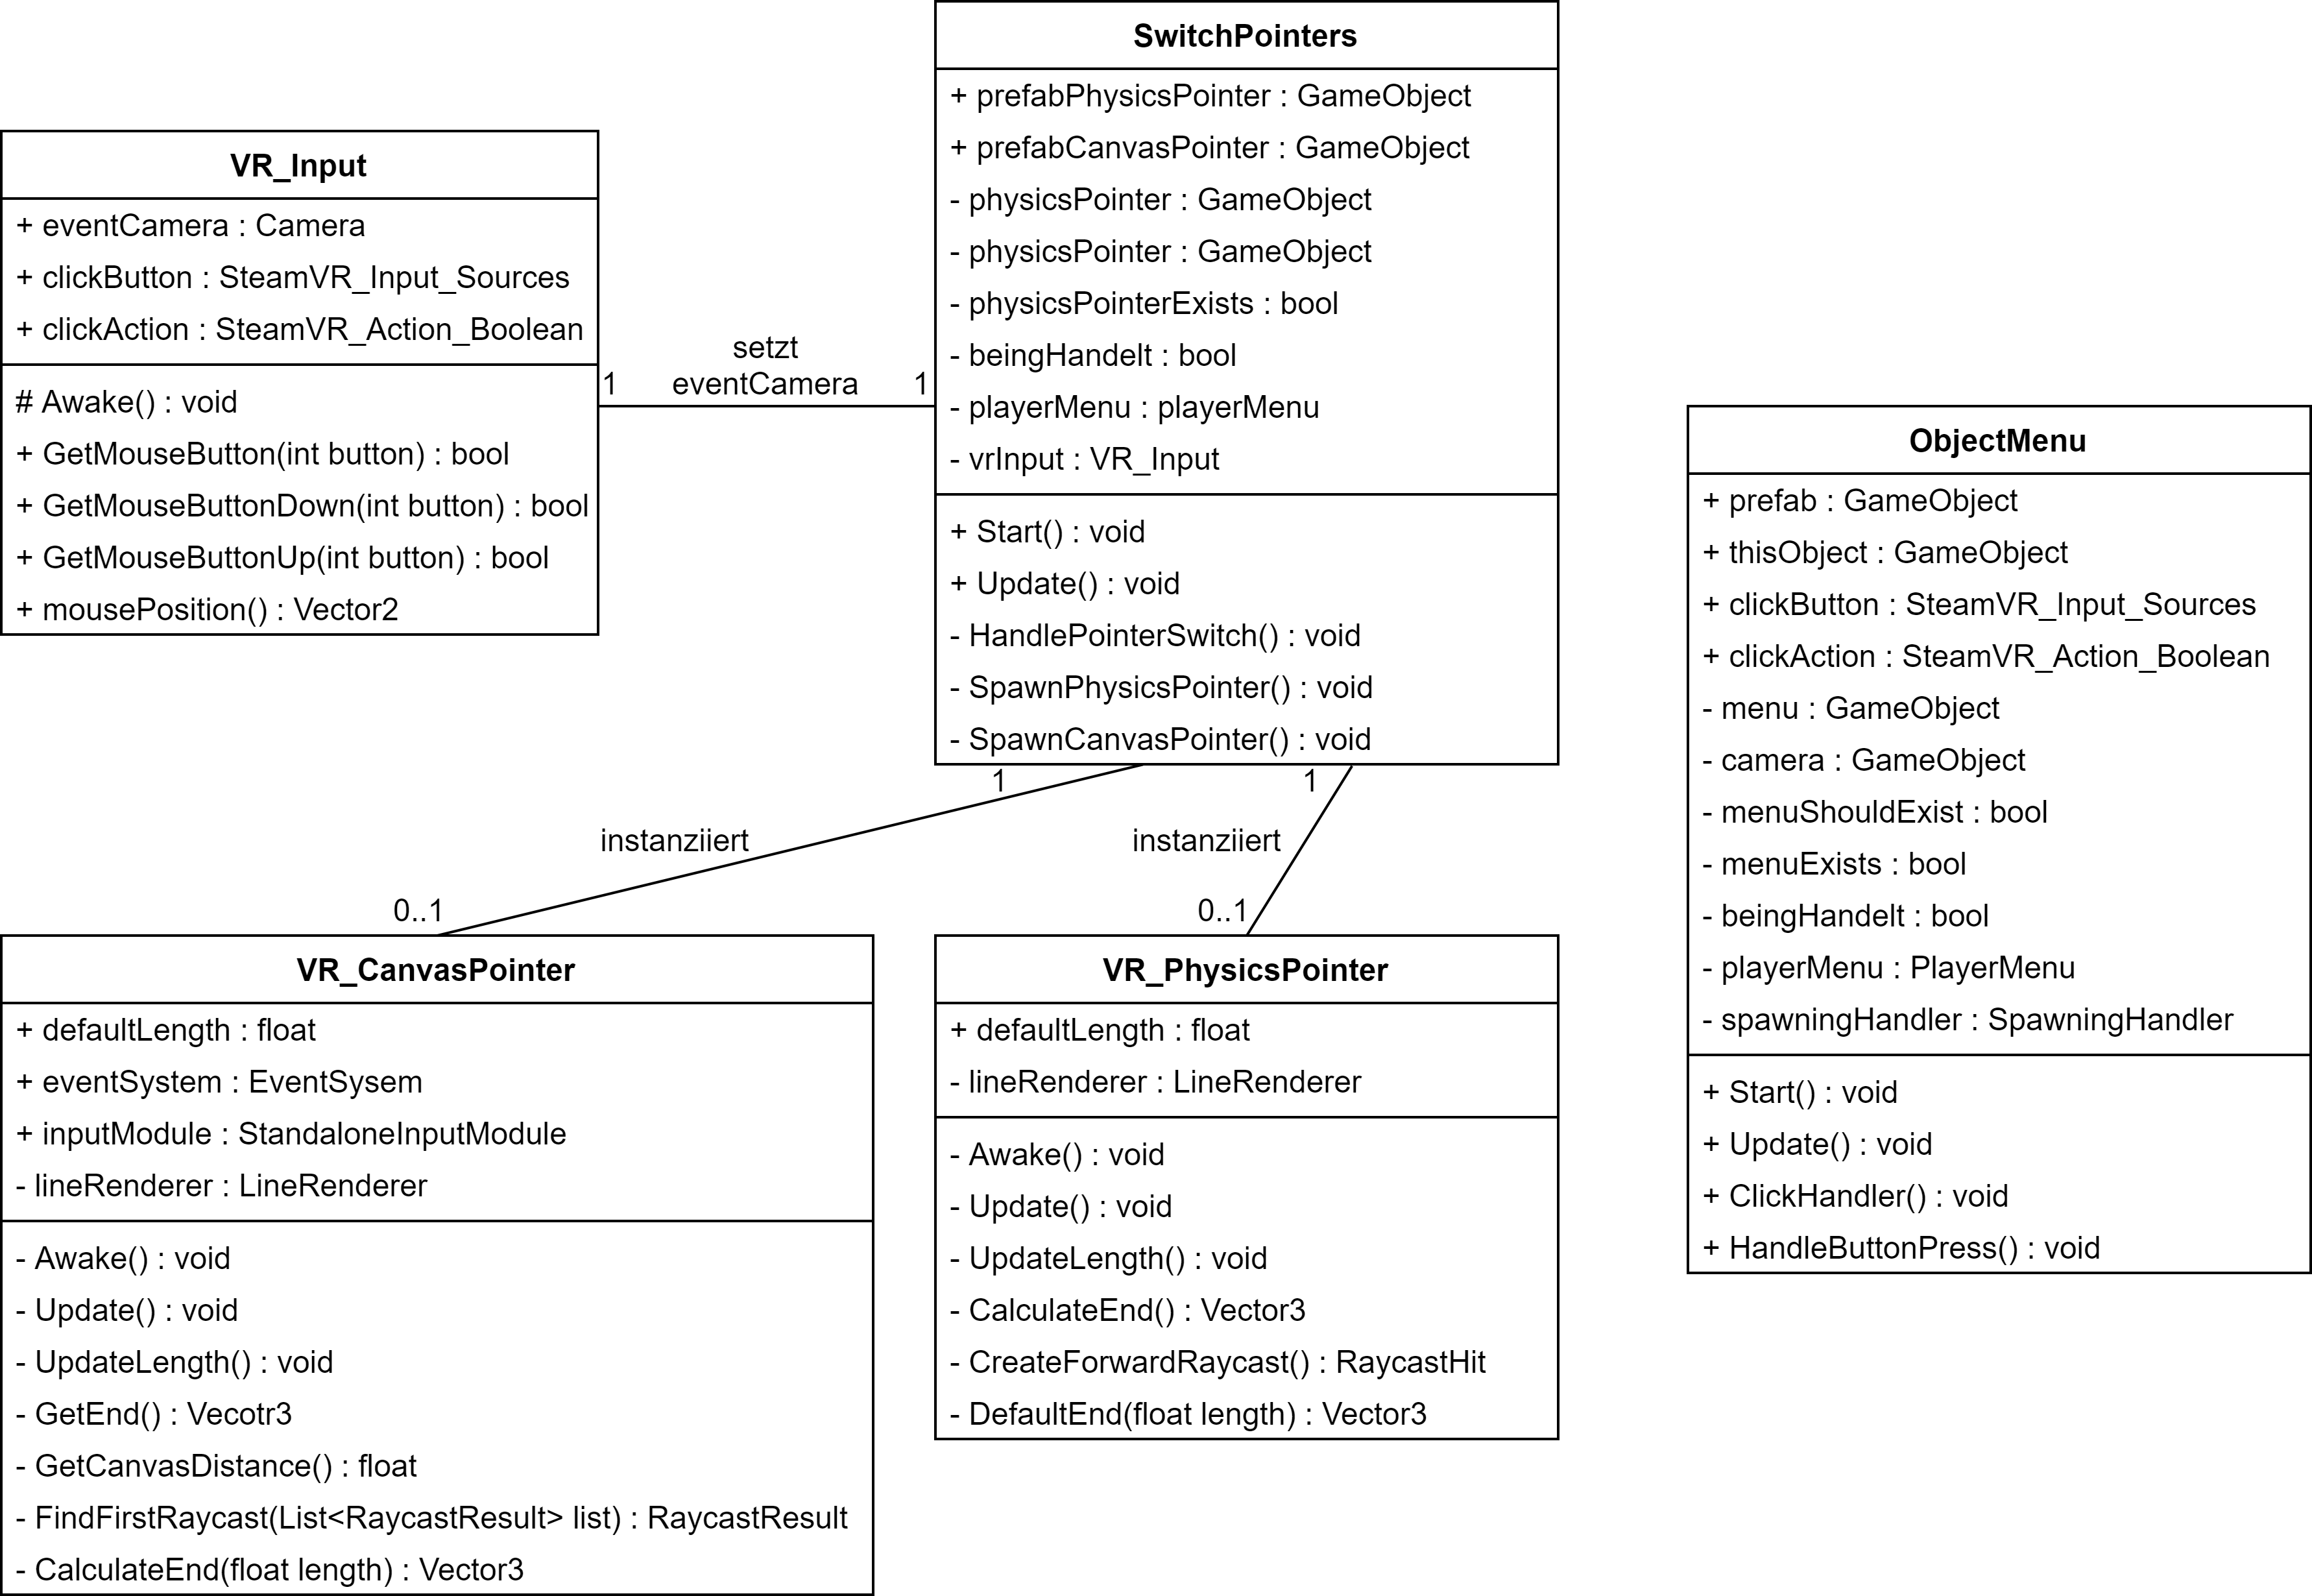 SwitchPointers
+ prefabPhysicsPointer : GameObject
+ prefabCanvasPointer : GameObject
- physicsPointer : GameObject
- physicsPointer : GameObject
- physicsPointerExists : bool
- beingHandelt : bool
- playerMenu : playerMenu
- vrInput : VR_Input
+ Start() : void
+ Update() : void
- HandlePointerSwitch() : void
- SpawnPhysicsPointer() : void
- SpawnCanvasPointer() : void
VR_Input
+ eventCamera : Camera
+ clickButton : SteamVR_Input_Sources
+ clickAction : SteamVR_Action_Boolean
# Awake() : void
+ GetMouseButton(int button) : bool
+ GetMouseButtonDown(int button) : bool
+ GetMouseButtonUp(int button) : bool
+ mousePosition() : Vector2
setzt
1 eventCamera 1
ObjectMenu
+ prefab : GameObject
+ thisObject : GameObject
+ clickButton : SteamVR_Input_Sources
+ clickAction : SteamVR_Action_Boolean
- menu : GameObject
- camera : GameObject
- menuShouldExist : bool
- menuExists : bool
- beingHandelt : bool
- playerMenu : PlayerMenu
- spawningHandler : SpawningHandler
+ Start() : void
+ Update() : void
+ ClickHandler() : void
+ HandleButtonPress() : void
1
instanziiert
0..1
1
instanziiert
0..1
VR_CanvasPointer
+ defaultLength : float
+ eventSystem : EventSysem
+ inputModule : StandaloneInputModule
- lineRenderer : LineRenderer
- Awake() : void
- Update() : void
- UpdateLength() : void
- GetEnd() : Vecotr3
- GetCanvasDistance() : float
- FindFirstRaycast(List<RaycastResult> list) : RaycastResult
- CalculateEnd(float length) : Vector3
VR_PhysicsPointer
+ defaultLength : float
- lineRenderer : LineRenderer
- Awake() : void
- Update() : void
- UpdateLength() : void
- CalculateEnd() : Vector3
- CreateForwardRaycast() : RaycastHit
- DefaultEnd(float length) : Vector3